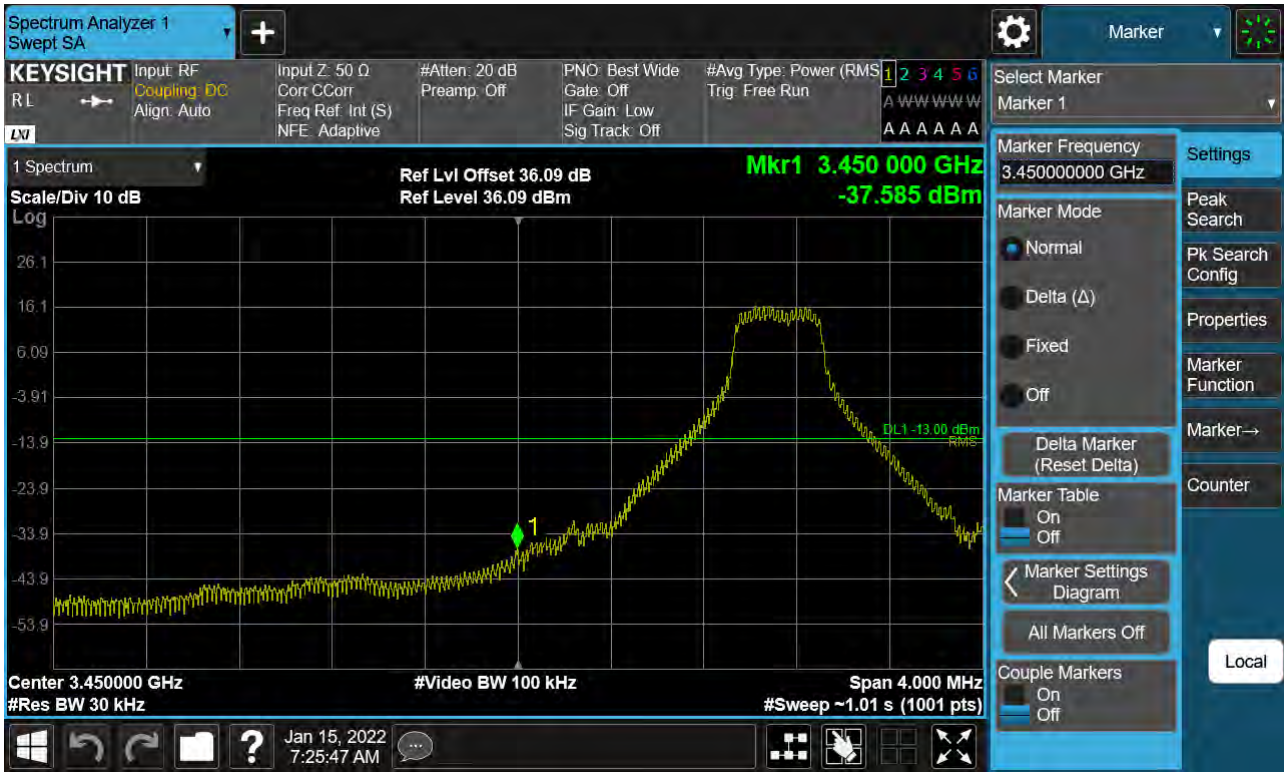 Spectrum Analyzer 1
Swept SA
+
Marker
KEYSIGHT
RL
LXI
Input: RF
Coupling: DC
Align: Auto
Input Z: 50 Ω
Corr CCorr
Freq Ref: Int (S)
NFE: Adaptive
#Atten: 20 dB
Preamp: Off
PNO: Best Wide
Gate: Off
IF Gain: Low
Sig Track: Off
#Avg Type: Power (RMS
Trig: Free Run
1 2 3 4 5 6
A W W W W W
A A A A A A
Select Marker
Marker 1
1 Spectrum
Scale/Div 10 dB
Log
Ref Lvl Offset 36.09 dB
Ref Level 36.09 dBm
Mkr1 3.450 000 GHz
-37.585 dBm
26.1
16.1
6.09
-3.91
-13.9
-23.9
-33.9
-43.9
-53.9
DL1 -13.00 dBm
RMS
1
Center 3.450000 GHz
#Res BW 30 kHz
#Video BW 100 kHz
Span 4.000 MHz
#Sweep ~1.01 s (1001 pts)
Marker Frequency
3.450000000 GHz
Marker Mode
Normal
Delta (Δ)
Fixed
Off
Delta Marker
(Reset Delta)
Marker Table
On
Off
Marker Settings
Diagram
All Markers Off
Couple Markers
On
Off
Settings
Peak
Search
Pk Search
Config
Properties
Marker
Function
Marker→
Counter
Local
?
Jan 15, 2022
7:25:47 AM